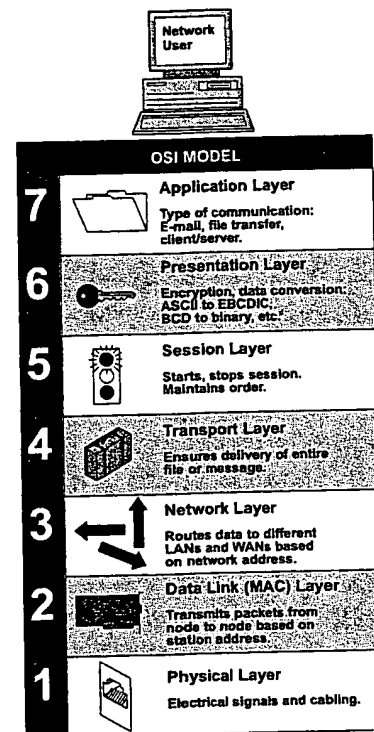 Network
User
OSI MODEL
7
Application Layer
Type of communication:
E-mail, file transfer,
client/server.
6
Presentation Layer
Encryption, data conversion:
ASCII to EBCDIC,
BCD to binary, etc.
5
Session Layer
Starts, stops session.
Maintains order.
4
Transport Layer
Ensures delivery of entire
file or message.
3
Network Layer
Routes data to different
LANs and WANs based
on network address.
2
Data Link (MAC) Layer
Transmits packets from
node to node based on
station address.
1
Physical Layer
Electrical signals and cabling.